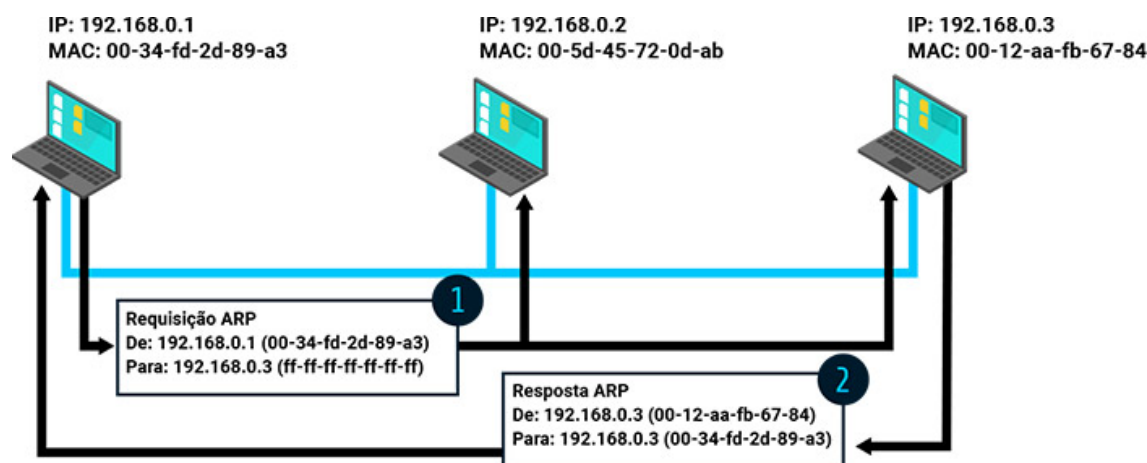 IP: 192.168.0.1
MAC: 00-34-fd-2d-89-a3
IP: 192.168.0.2
MAC: 00-5d-45-72-0d-ab
IP: 192.168.0.3
MAC: 00-12-aa-fb-67-84
1
Requisição ARP
De: 192.168.0.1 (00-34-fd-2d-89-a3)
Para: 192.168.0.3 (ff-ff-ff-ff-ff-ff-ff)
2
Resposta ARP
De: 192.168.0.3 (00-12-aa-fb-67-84)
Para: 192.168.0.3 (00-34-fd-2d-89-a3)